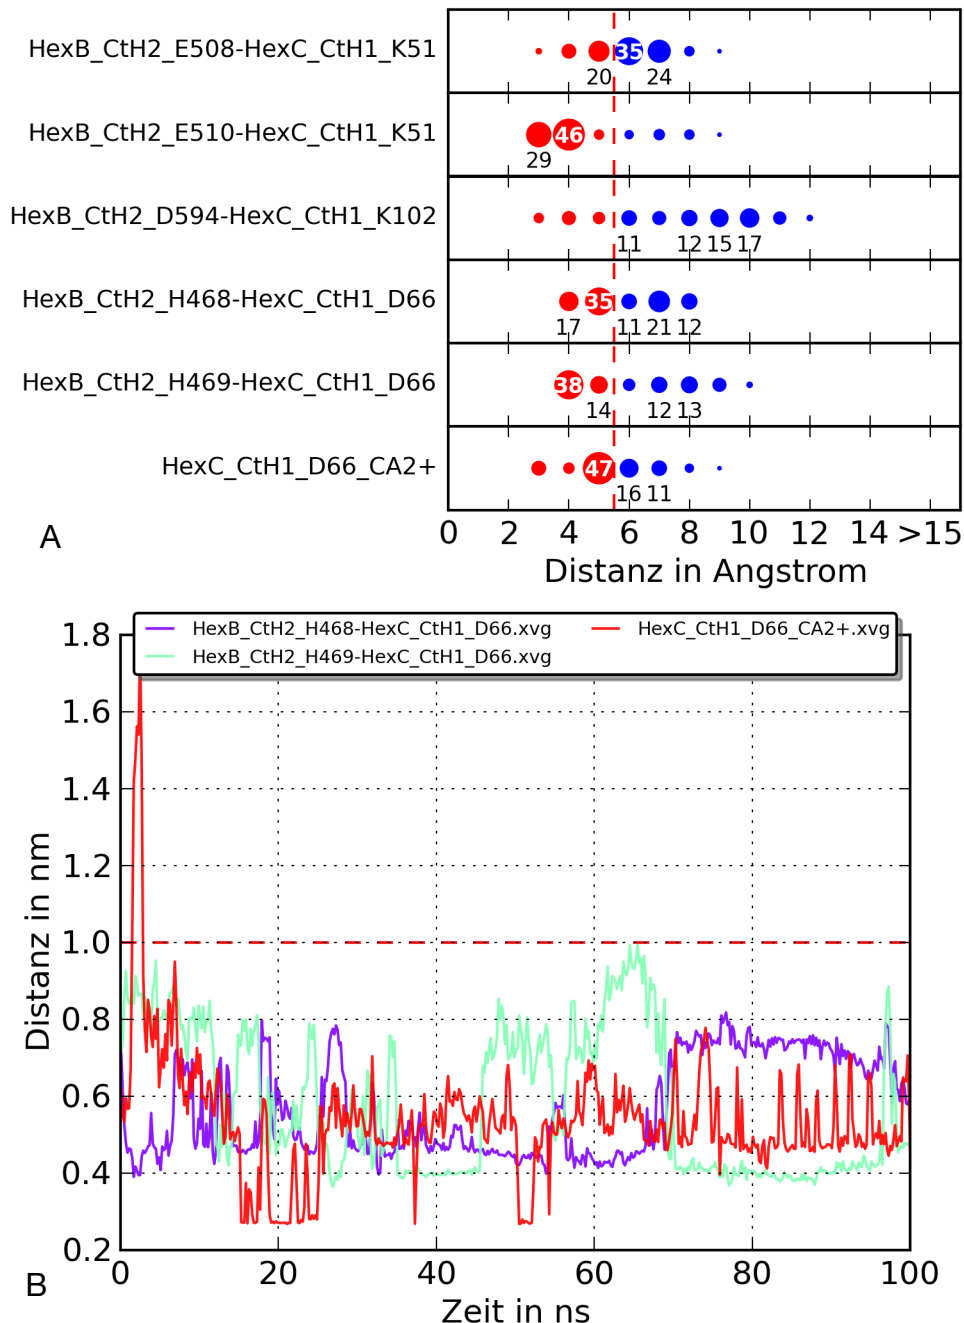 HexB_CtH2_E508-HexC_CtH1_K51
35
20 24
HexB_CtH2_E510-HexC_CtH1_K51
46
29
HexB_CtH2_D594-HexC_CtH1_K102
11 12 15 17
HexB_CtH2_H468-HexC_CtH1_D66
35
17 11 21 12
HexB_CtH2_H469-HexC_CtH1_D66
38
14 12 13
HexC_CtH1_D66_CA2+
47
16 11
A
0 2 4 6 8 10 12 14 >15
Distanz in Angstrom
HexB_CtH2_H468-HexC_CtH1_D66.xvg HexC_CtH1_D66_CA2+.xvg
HexB_CtH2_H469-HexC_CtH1_D66.xvg
1.8
1.6
1.4
1.2
1.0
0.8
0.6
0.4
0.2
Distanz in nm
0 20 40 60 80 100
B
Zeit in ns